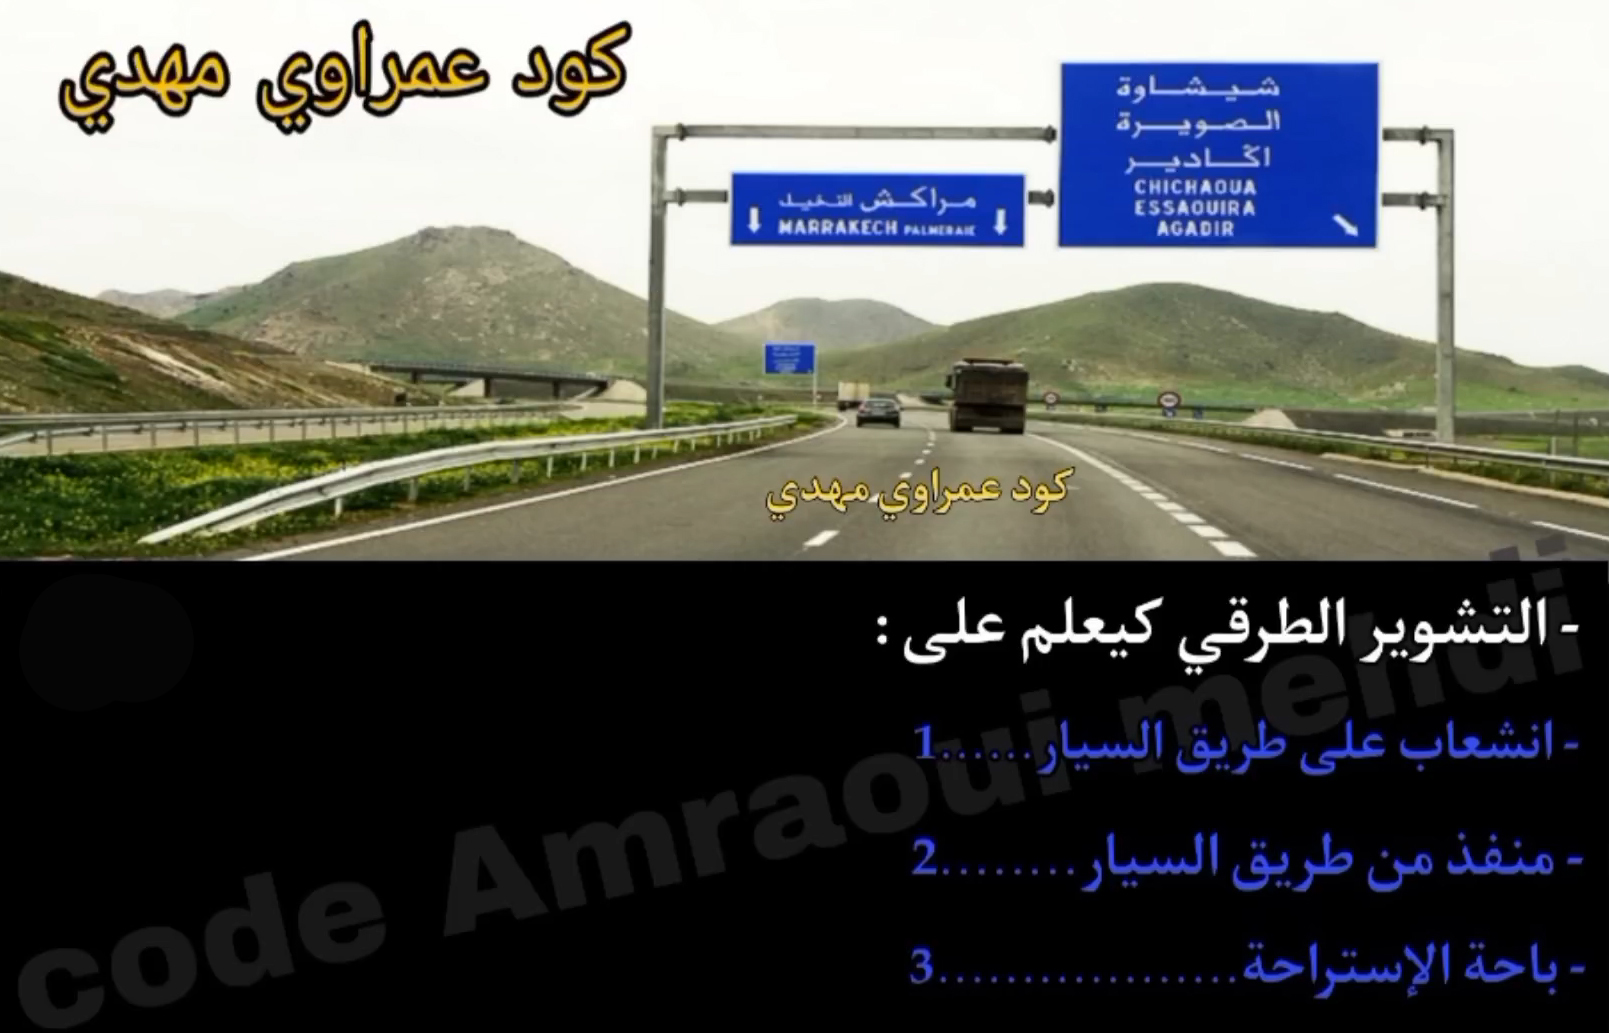 كود عمراوي مهدي
شيشاوة
الصويرة
اڭادير
CHICHAOUA
ESSAOUIRA
AGADIR
مراكش النخيل
MARRAKECH PALMERAIE
كود عمراوي مهدي
- التشوير الطرقي كيعلم على :
- انشعاب على طريق السيار......1
- منفذ من طريق السيار........2
- باحة الإستراحة..................3
code Amraoui mehdi